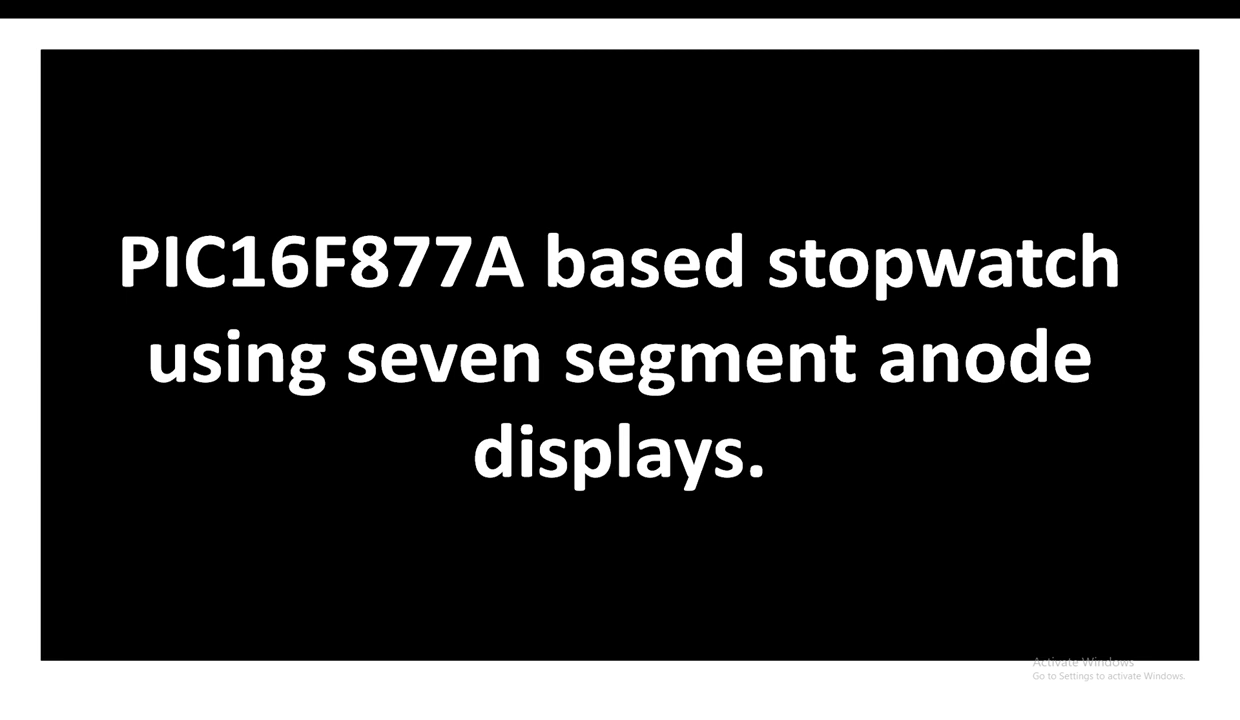 PIC16F877A based stopwatch
using seven segment anode
displays.
Activate Windows
Go to Settings to activate Windows.